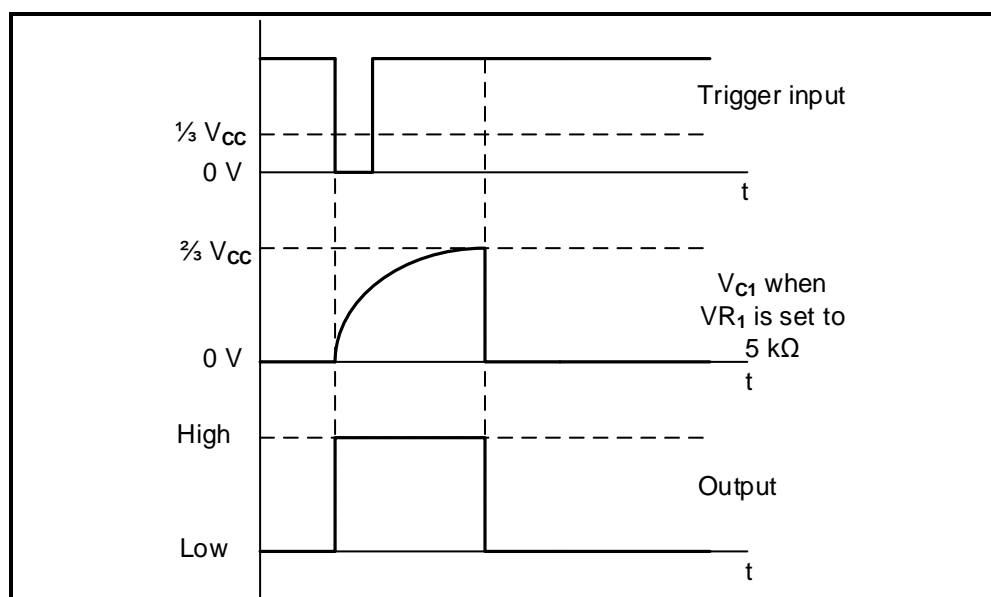 Trigger input
⅓ VCC
0 V
t
⅔ VCC
VC1 when
VR1 is set to
5 kΩ
0 V
t
High
Output
Low
t